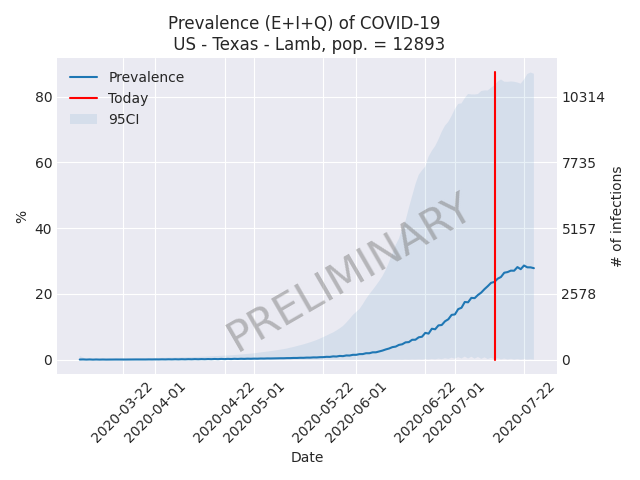 Prevalence (E+I+Q) of COVID-19
US - Texas - Lamb, pop. = 12893
Prevalence
Today
95CI
80
60
40
20
0
%
10314
7735
5157
2578
0
# of infections
PRELIMINARY
2020-03-22
2020-04-01
2020-04-22
2020-05-01
2020-05-22
2020-06-01
2020-06-22
2020-07-01
2020-07-22
Date